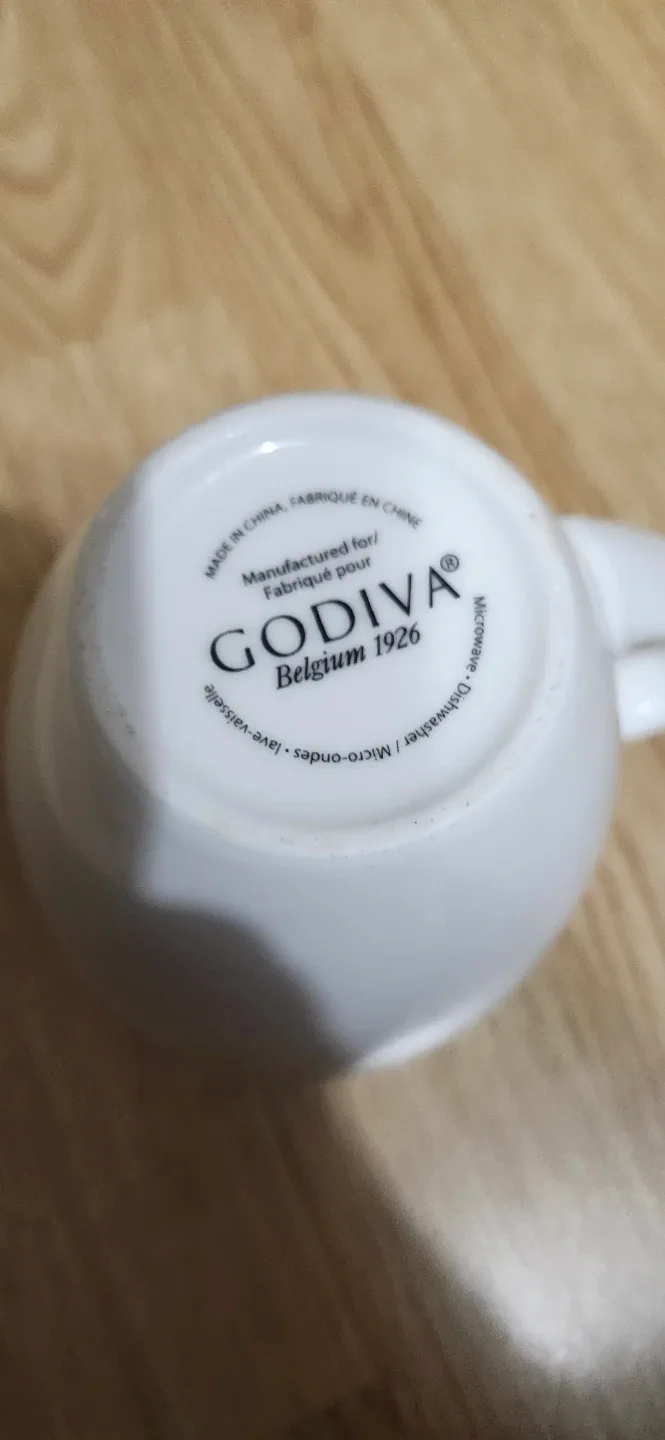 MADE IN CHINA, FABRIQUÉ EN CHINE
Manufactured for/
Fabriqué pour
GODIVA®
Belgium 1926
Microwave • Dishwasher / Micro-ondes • lave-vaisselle